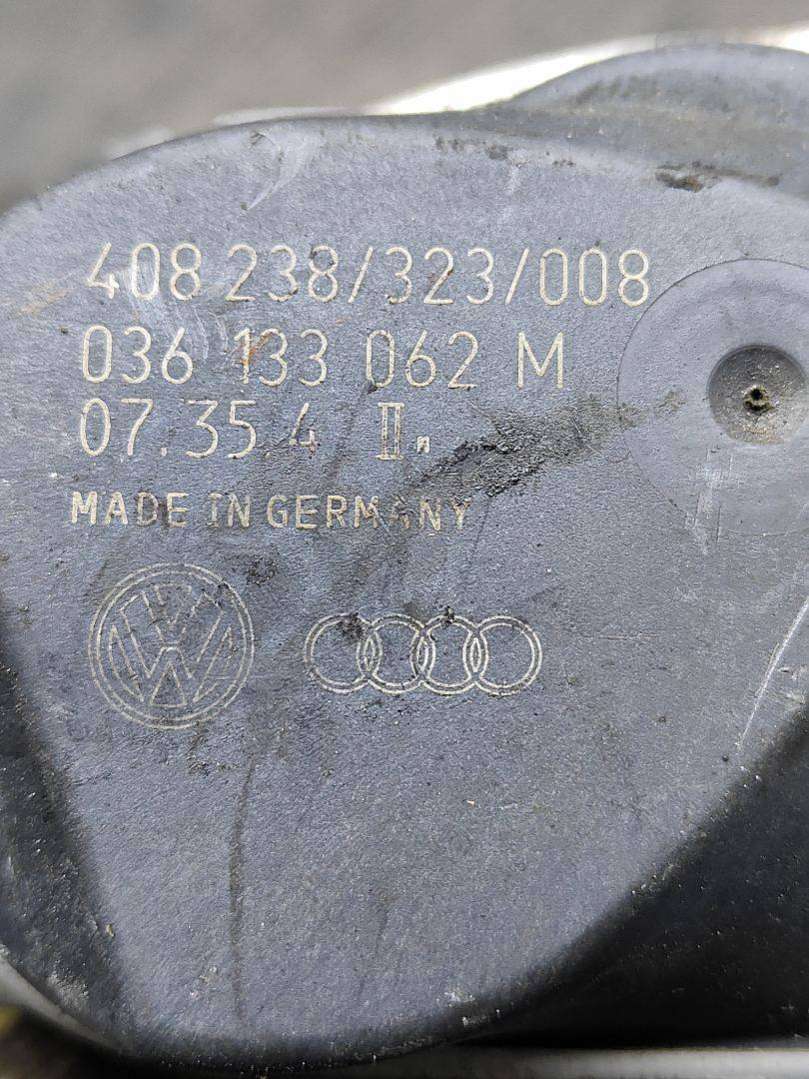 408 238/323/008
036 133 062 M
07.35.4 II
MADE IN GERMANY